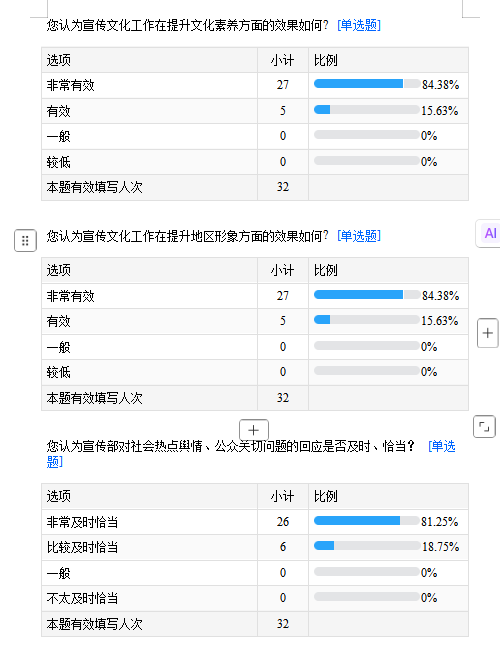 您认为宣传文化工作在提升文化素养方面的效果如何? [单选题]
选项 小计 比例
非常有效 27 84.38%
有效 5 15.63%
一般 0 0%
较低 0 0%
本题有效填写人次 32
您认为宣传文化工作在提升地区形象方面的效果如何? [单选题]
AI
选项 小计 比例
非常有效 27 84.38%
有效 5 15.63%
一般 0 0%
较低 0 0%
本题有效填写人次 32
您认为宣传部对社会热点舆情、公众关切问题的回应是否及时、恰当? [单选
题]
选项 小计 比例
非常及时恰当 26 81.25%
比较及时恰当 6 18.75%
一般 0 0%
不太及时恰当 0 0%
本题有效填写人次 32